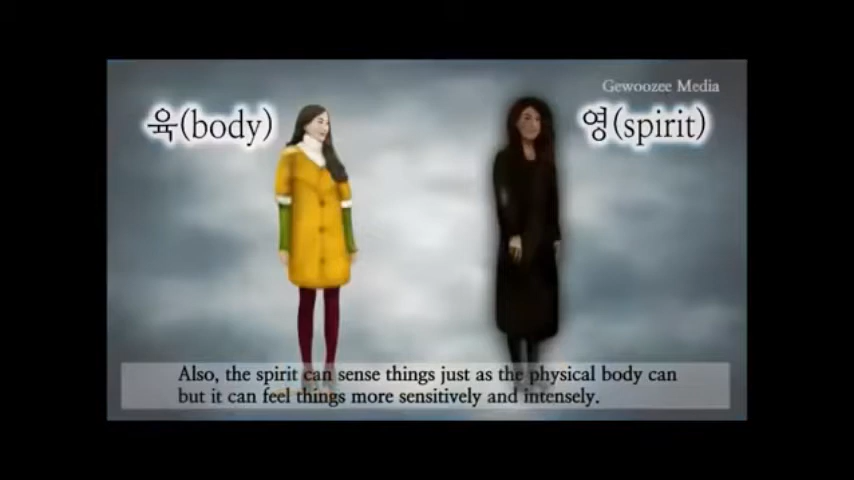 Gewoozee Media
육(body)
영(spirit)
Also, the spirit can sense things just as the physical body can
but it can feel things more sensitively and intensely.